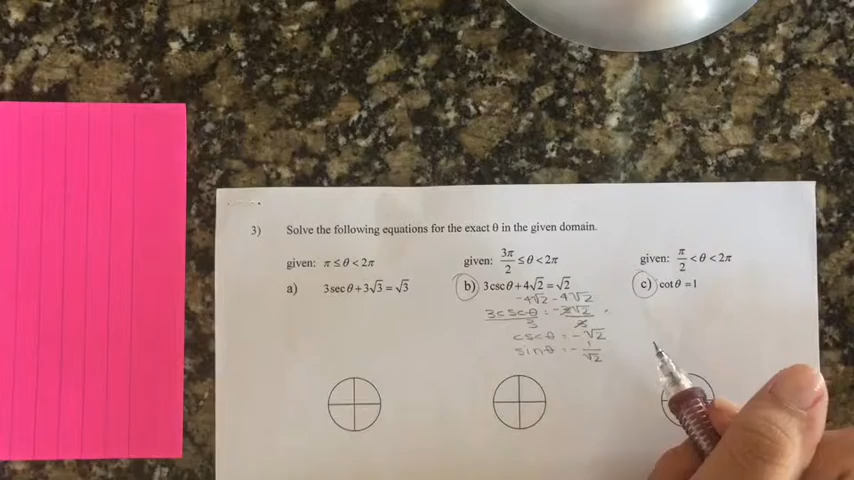 3) Solve the following equations for the exact θ in the given domain.
given: π ≤ θ < 2π
a) 3secθ + 3√3 = √3
given: 3π/2 ≤ θ < 2π
b) 3cscθ + 4√2 = √2
-4√2 -4√2
3cscθ = -3√2
3 3
cscθ = -√2
sinθ = -1/√2
given: π/2 < θ < 2π
c) cotθ = 1